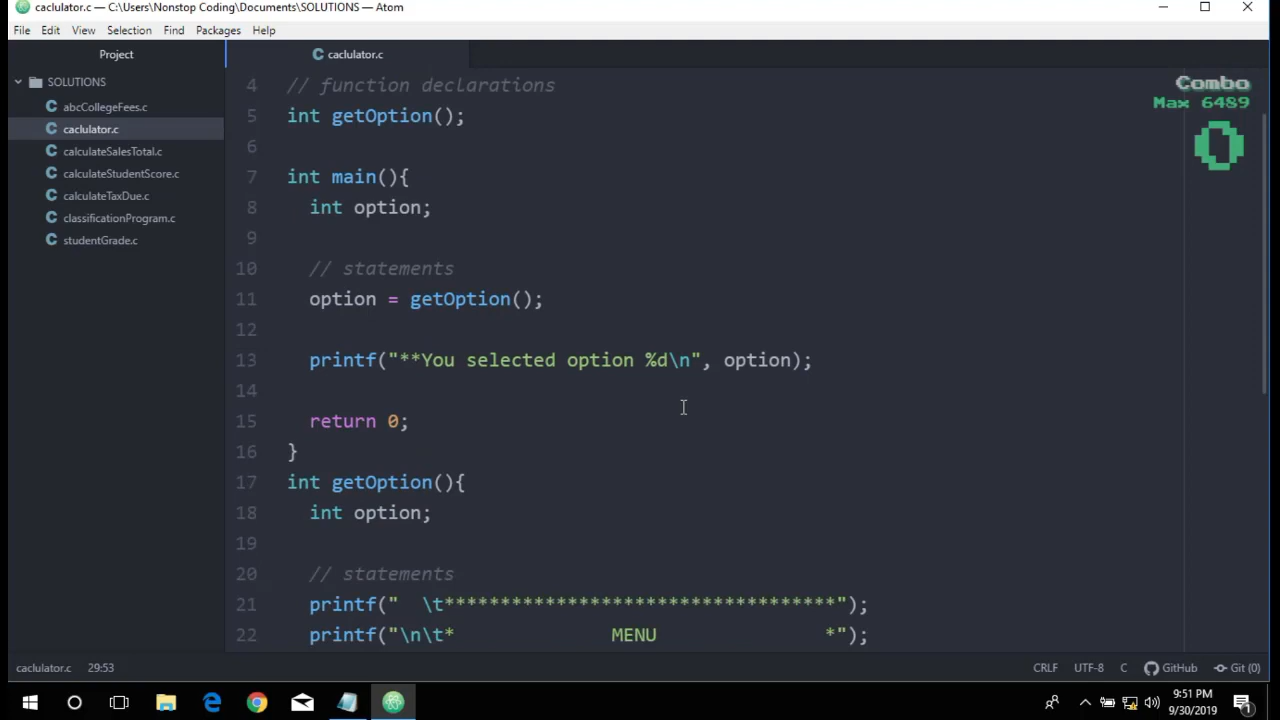 caclulator.c — C:\Users\Nonstop Coding\Documents\SOLUTIONS — Atom
File Edit View Selection Find Packages Help
Project
caclulator.c
SOLUTIONS
abcCollegeFees.c
caclulator.c
calculateSalesTotal.c
calculateStudentScore.c
calculateTaxDue.c
classificationProgram.c
studentGrade.c
4 // function declarations
5 int getOption();
6
7 int main(){
8 int option;
9
10 // statements
11 option = getOption();
12
13 printf("**You selected option %d\n", option);
14
15 return 0;
16 }
17 int getOption(){
18 int option;
19
20 // statements
21 printf("  \t***********************************");
22 printf("\n\t*              MENU               *");
Combo
Max 6489
0
caclulator.c 29:53
CRLF UTF-8 C GitHub Git (0)
9:51 PM
9/30/2019
1